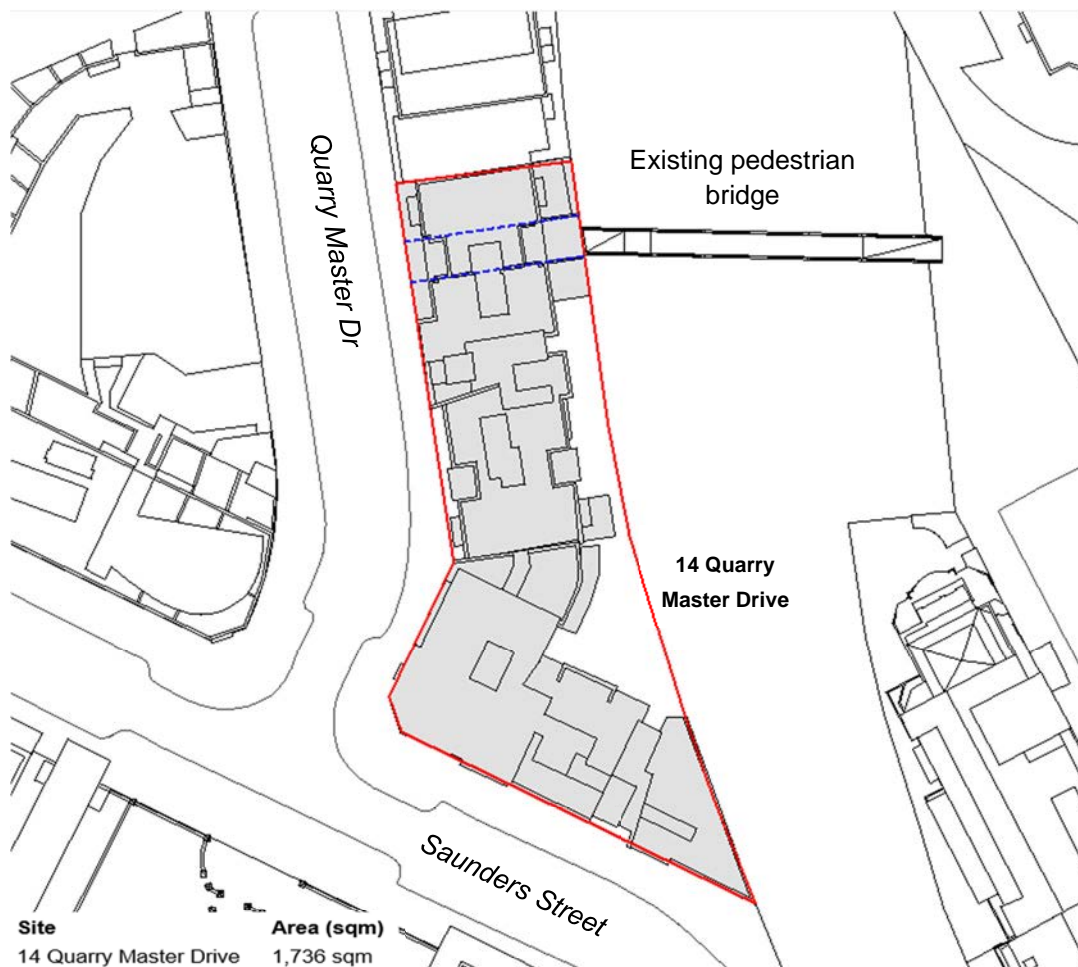 Quarry Master Dr
Existing pedestrian
bridge
14 Quarry
Master Drive
Saunders Street
Site Area (sqm)
14 Quarry Master Drive 1,736 sqm